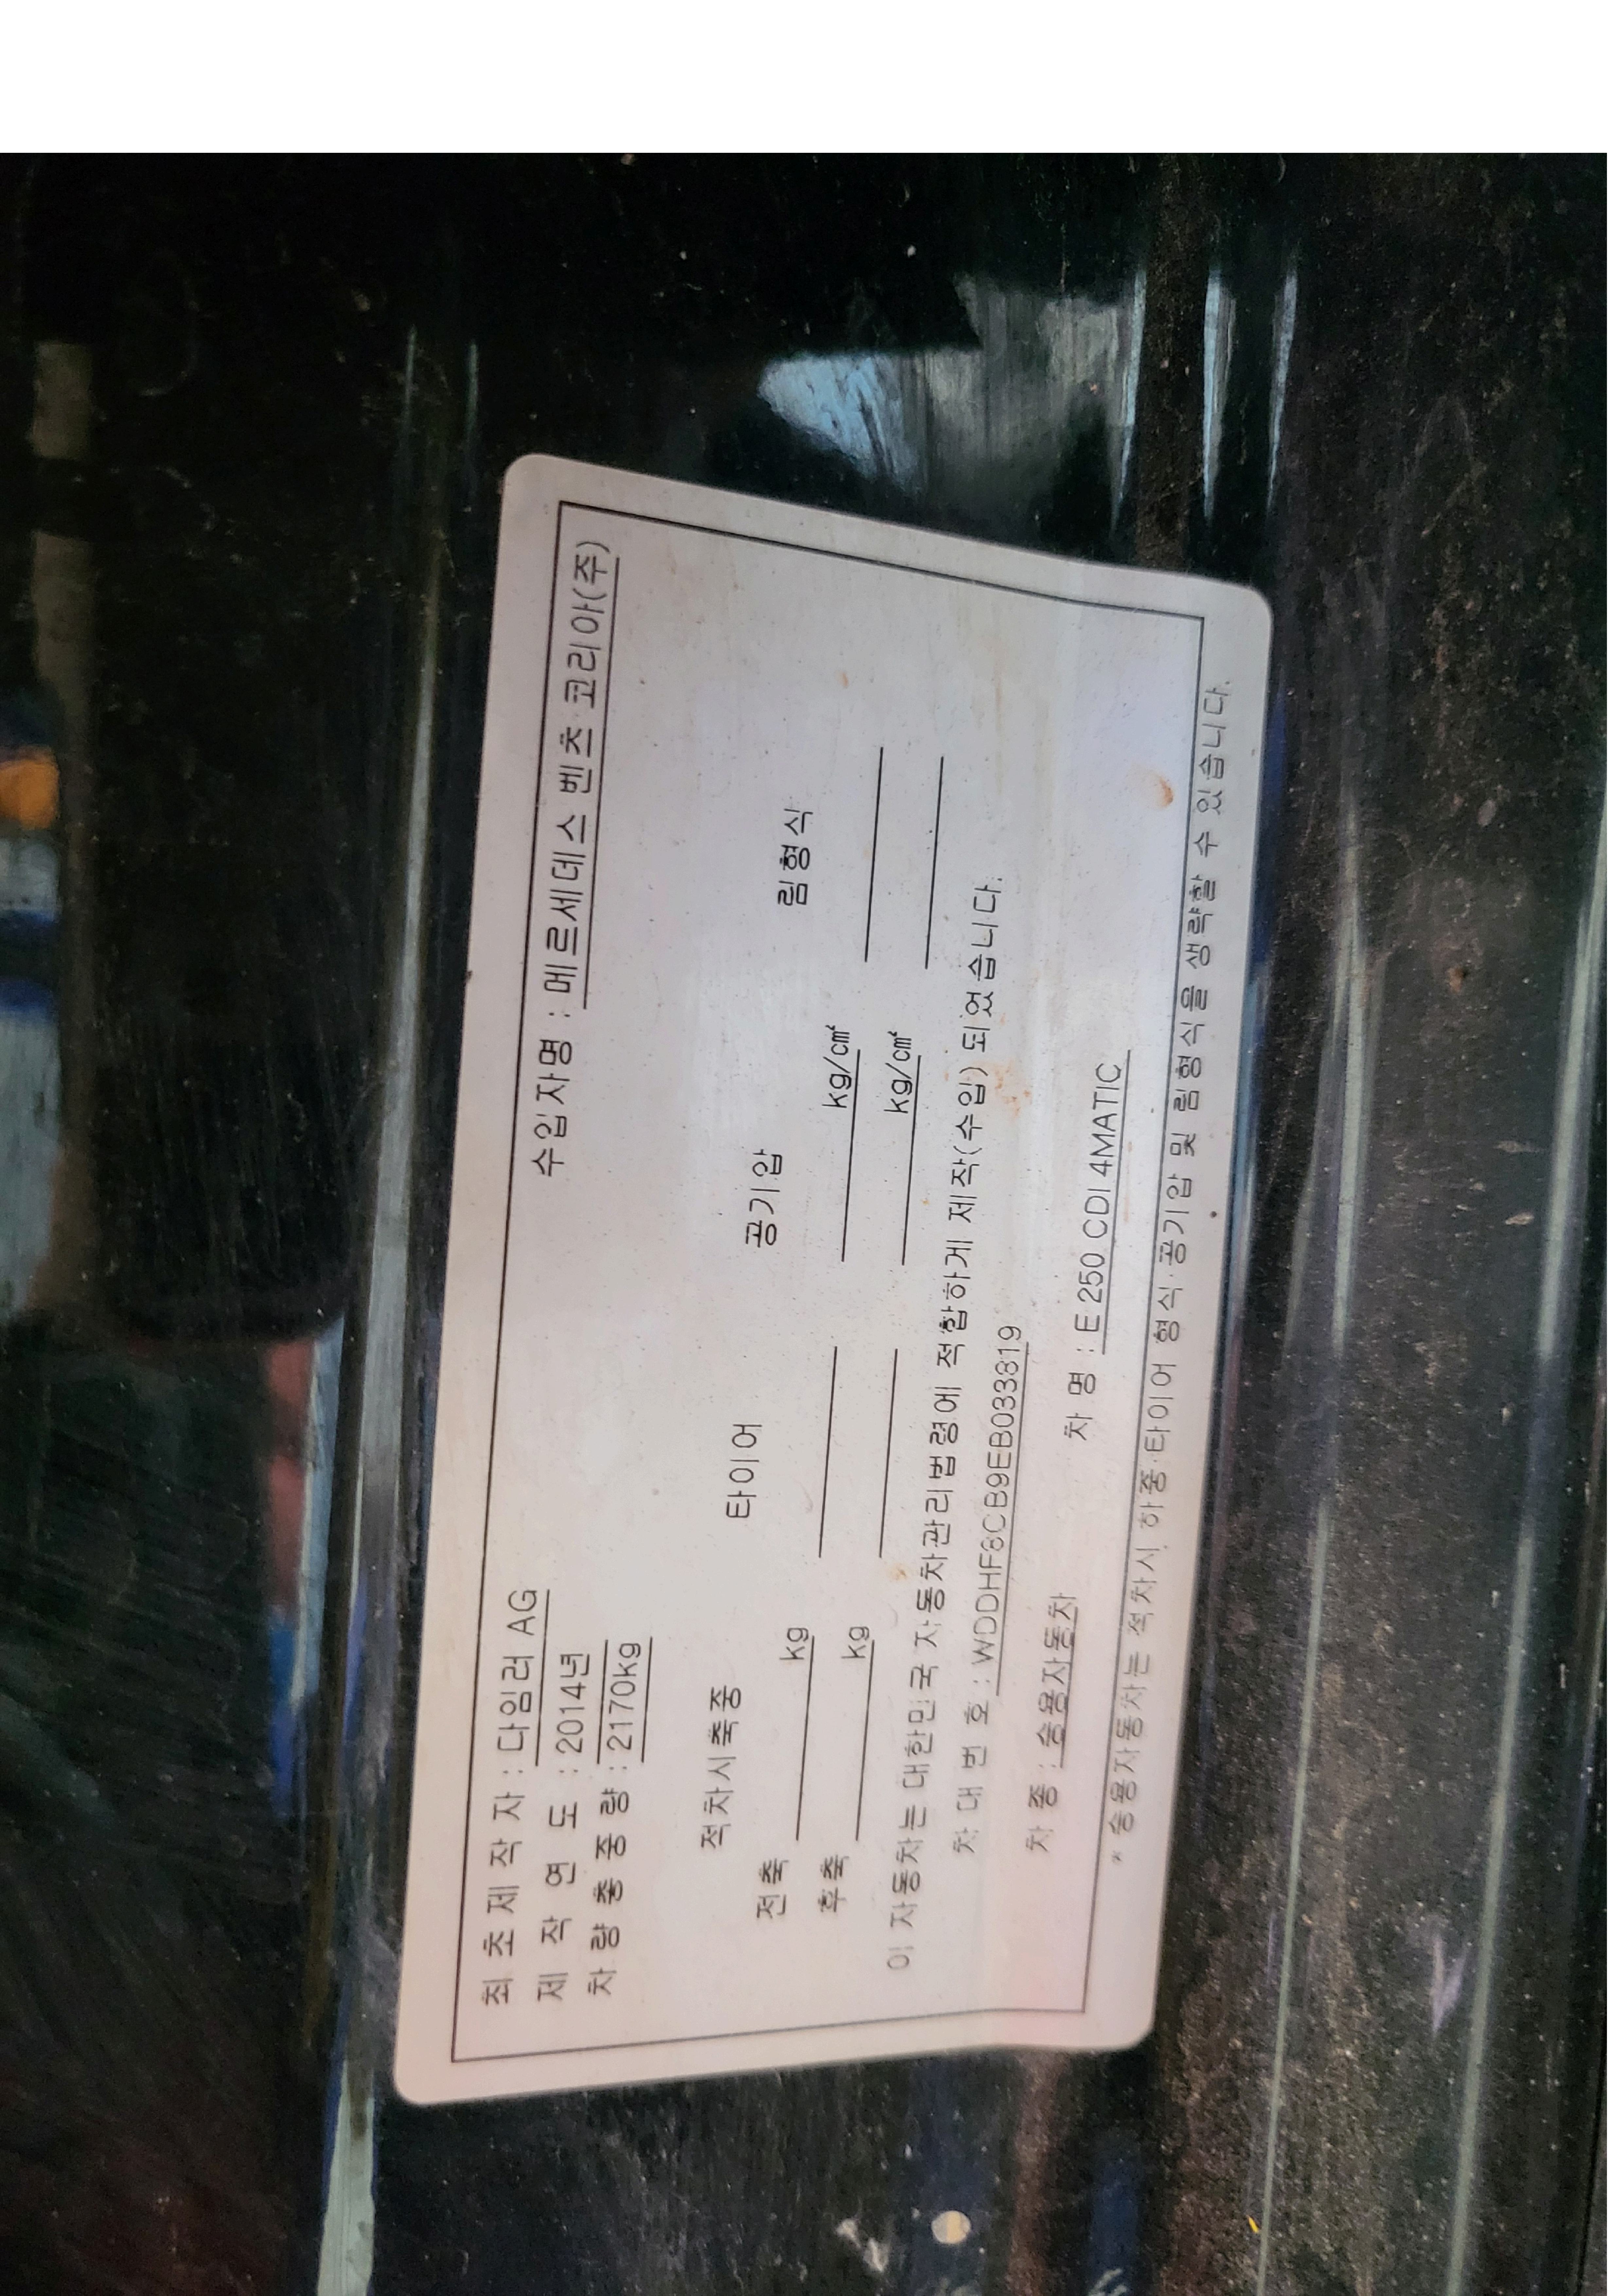 최 초 제 작 자 : 다임러 AG 수입자명 : 메르세데스 벤츠 코리아(주)
제 작 연 도 : 2014년
차 량 총 중 량 : 2170kg
적차시축중 타이어 공기압 림형식
전축 kg kg/㎠
후축 kg kg/㎠
이 자동차는 대한민국 자동차관리법령에 적합하게 제작(수입) 되었습니다.
차 대 번 호 : WDDHF8CB9EB033819
차 종 : 승용자동차 차 명 : E 250 CDI 4MATIC
* 승용자동차는 적차시 하중·타이어 형식·공기압 및 림형식을 생략할 수 있습니다.